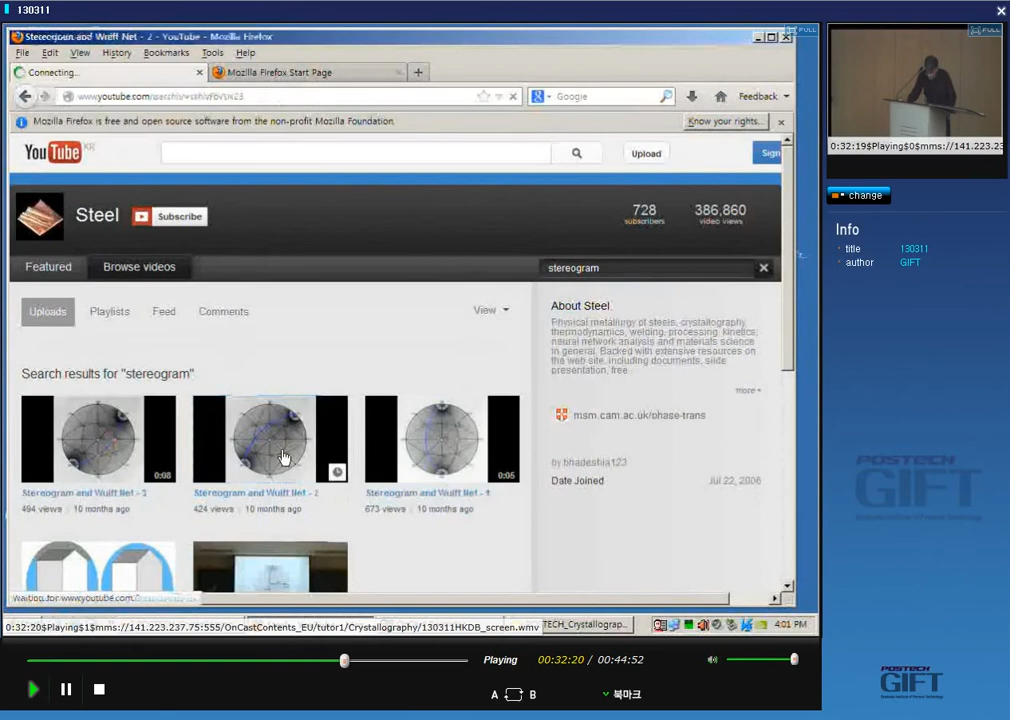 130311
Stereogram and Wulff Net - 2 - YouTube - Mozilla Firefox
FULL
File Edit View History Bookmarks Tools Help
Connecting...
Mozilla Firefox Start Page
Google
Feedback
Mozilla Firefox is free and open source software from the non-profit Mozilla Foundation.
Know your rights...
YouTube KR
Upload
Sign
Steel
Subscribe
728
subscribers
386,860
video views
Featured
Browse videos
stereogram
Uploads
Playlists
Feed
Comments
View
Search results for "stereogram"
0:08
0:05
Stereogram and Wulff Net - 3
Stereogram and Wulff Net - 2
Stereogram and Wulff Net - 1
494 views
10 months ago
424 views
10 months ago
673 views
10 months ago
About Steel
Physical metallurgy of steels, crystallography,
thermodynamics, welding, processing, kinetics,
neural network analysis and materials science
in general. Backed with extensive resources on
the web site, including documents, slide
presentation, free
more
msm.cam.ac.uk/phase-trans
by bhadeshia123
Date Joined
Jul 22, 2006
0:32:20$Playing$1$mms://141.223.237.75:555/OnCastContents_EU/tutor1/Crystallography/130311HKDB_screen.wmv
TECH_Crystallograp...
4:01 PM
Playing
00:32:20 / 00:44:52
A
B
북마크
FULL
0:32:19$Playing$0$mms://141.223.23
change
Info
title
130311
author
GIFT
POSTECH
GIFT
POSTECH
GIFT